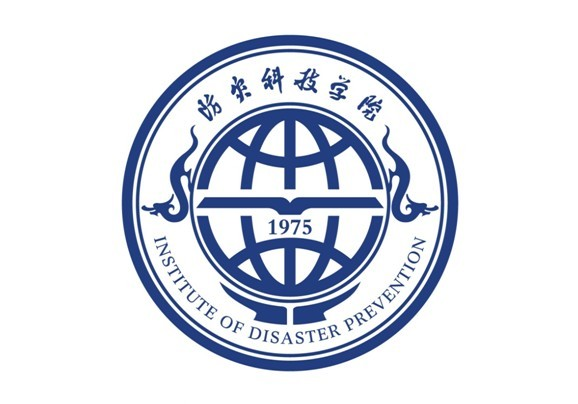 防灾科技学院
1975
INSTITUTE OF DISASTER PREVENTION